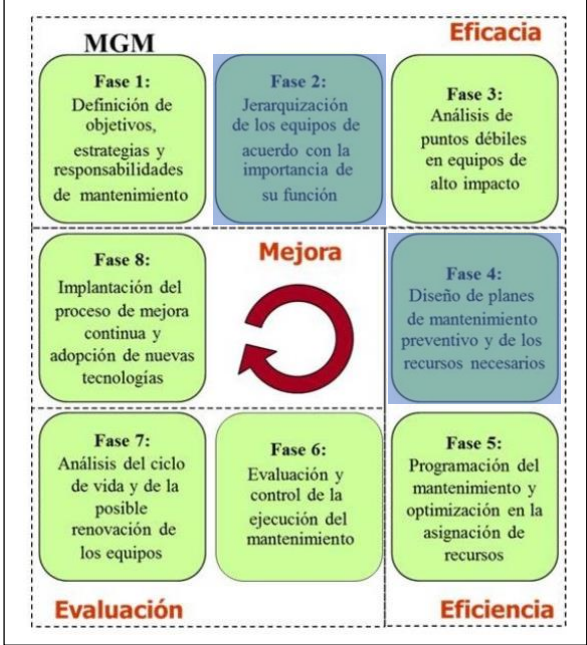 MGM
Eficacia
Fase 1:
Definición de
objetivos,
estrategias y
responsabilidades
de mantenimiento
Fase 2:
Jerarquización
de los equipos de
acuerdo con la
importancia de
su función
Fase 3:
Análisis de
puntos débiles
en equipos de
alto impacto
Fase 8:
Implantación del
proceso de mejora
continua y
adopción de nuevas
tecnologías
Mejora
Fase 4:
Diseño de planes
de mantenimiento
preventivo y de los
recursos necesarios
Fase 7:
Análisis del ciclo
de vida y de la
posible
renovación de
los equipos
Fase 6:
Evaluación y
control de la
ejecución del
mantenimiento
Fase 5:
Programación del
mantenimiento y
optimización en la
asignación de
recursos
Evaluación
Eficiencia